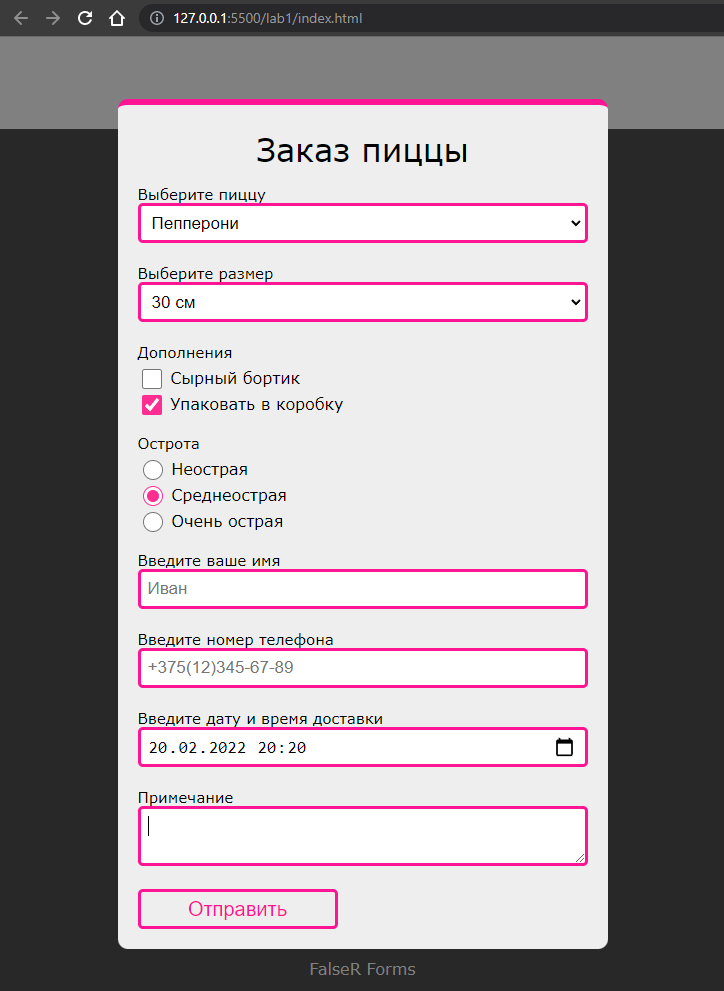 127.0.0.1:5500/lab1/index.html
Заказ пиццы
Выберите пиццу
Пепперони
Выберите размер
30 см
Дополнения
Сырный бортик
Упаковать в коробку
Острота
Неострая
Среднеострая
Очень острая
Введите ваше имя
Иван
Введите номер телефона
+375(12)345-67-89
Введите дату и время доставки
20.02.2022 20:20
Примечание
Отправить
FalseR Forms